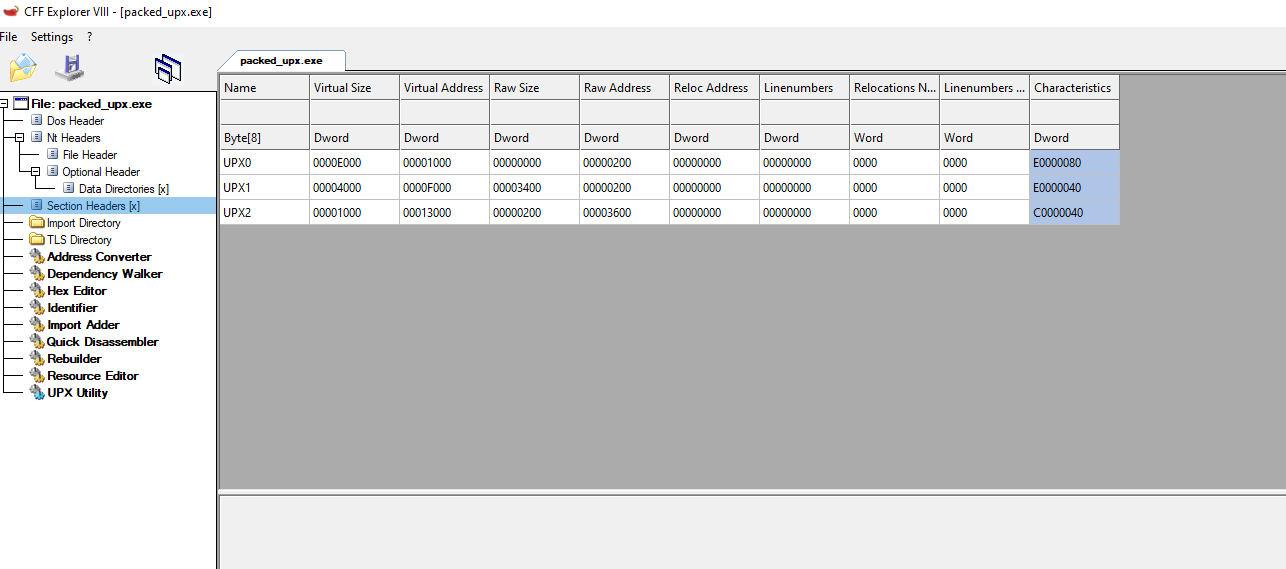 CFF Explorer VIII - [packed_upx.exe]
File Settings ?
packed_upx.exe
File: packed_upx.exe
Dos Header
Nt Headers
File Header
Optional Header
Data Directories [x]
Section Headers [x]
Import Directory
TLS Directory
Address Converter
Dependency Walker
Hex Editor
Identifier
Import Adder
Quick Disassembler
Rebuilder
Resource Editor
UPX Utility
Name Virtual Size Virtual Address Raw Size Raw Address Reloc Address Linenumbers Relocations N... Linenumbers ... Characteristics
Byte[8] Dword Dword Dword Dword Dword Dword Word Word Dword
UPX0 0000E000 00001000 00000000 00000200 00000000 00000000 0000 0000 E0000080
UPX1 00004000 0000F000 00003400 00000200 00000000 00000000 0000 0000 E0000040
UPX2 00001000 00013000 00000200 00003600 00000000 00000000 0000 0000 C0000040